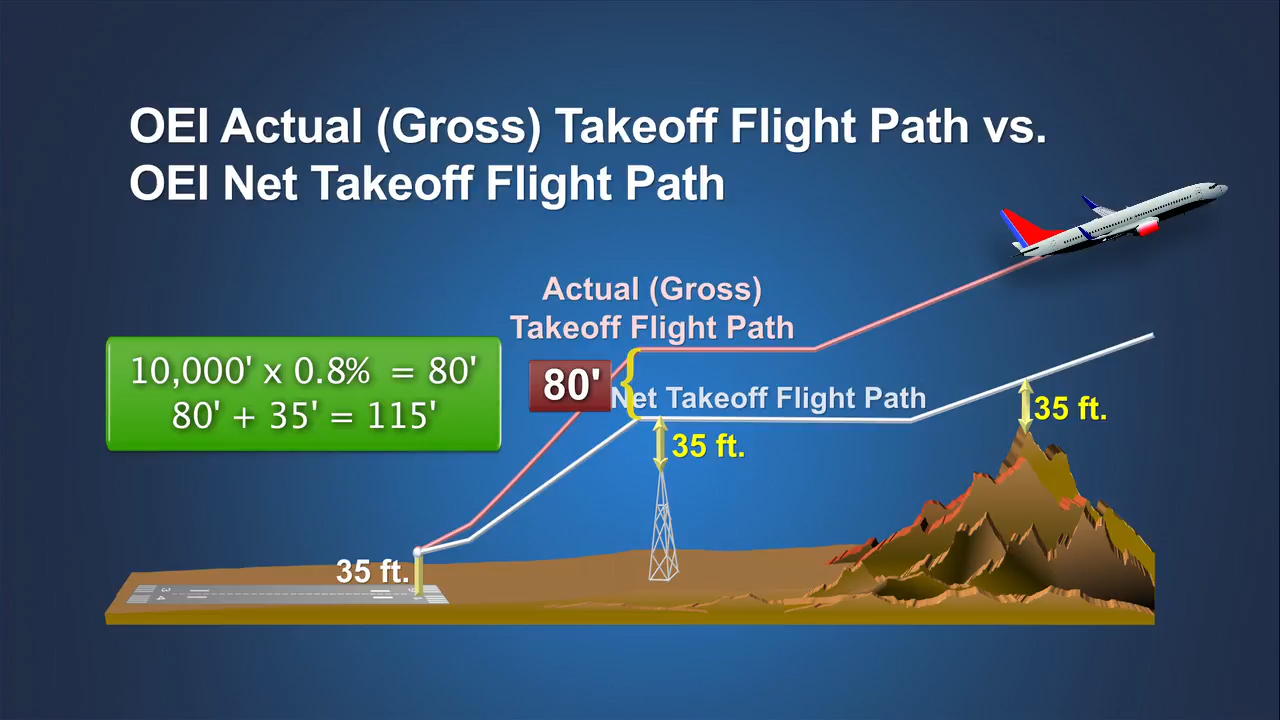 OEI Actual (Gross) Takeoff Flight Path vs.
OEI Net Takeoff Flight Path
Actual (Gross)
Takeoff Flight Path
10,000' x 0.8% = 80'
80' + 35' = 115'
80'
Net Takeoff Flight Path
35 ft.
35 ft.
35 ft.